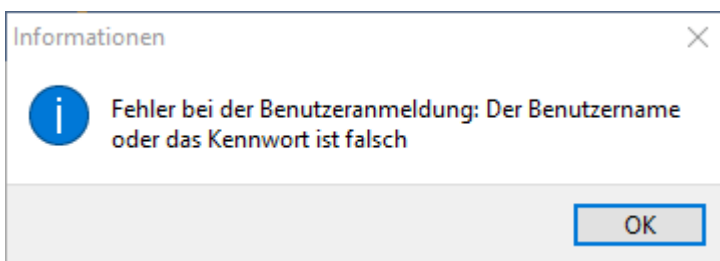 Informationen
Fehler bei der Benutzeranmeldung: Der Benutzername
oder das Kennwort ist falsch
OK